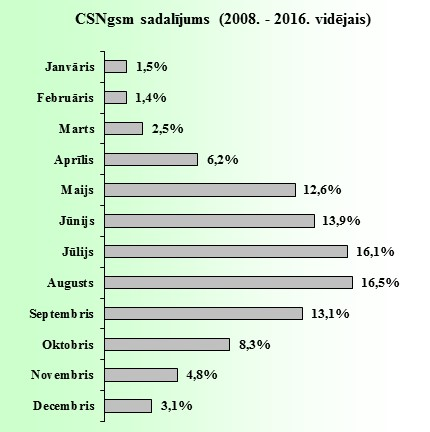 CSNgsm sadalījums (2008. - 2016. vidējais)
Janvāris 1,5%
Februāris 1,4%
Marts 2,5%
Aprīlis 6,2%
Maijs 12,6%
Jūnijs 13,9%
Jūlijs 16,1%
Augusts 16,5%
Septembris 13,1%
Oktobris 8,3%
Novembris 4,8%
Decembris 3,1%